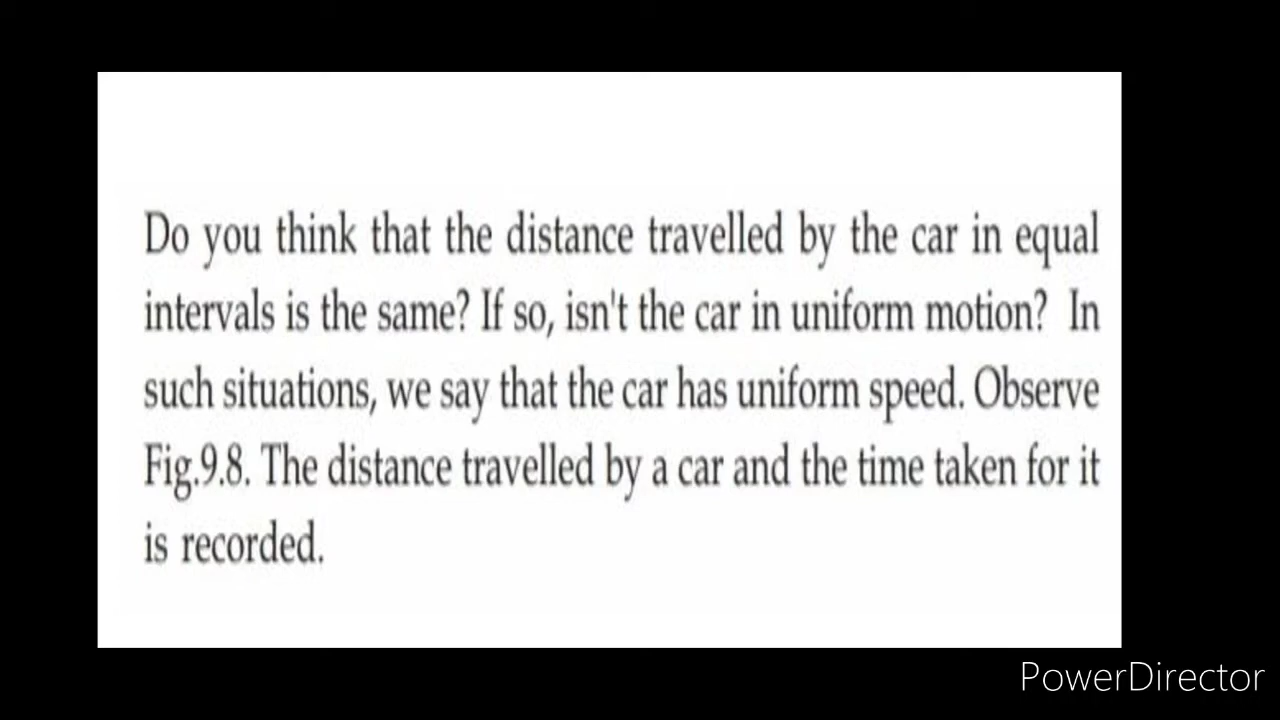 Do you think that the distance travelled by the car in equal
intervals is the same? If so, isn't the car in uniform motion? In
such situations, we say that the car has uniform speed. Observe
Fig.9.8. The distance travelled by a car and the time taken for it
is recorded.
PowerDirector